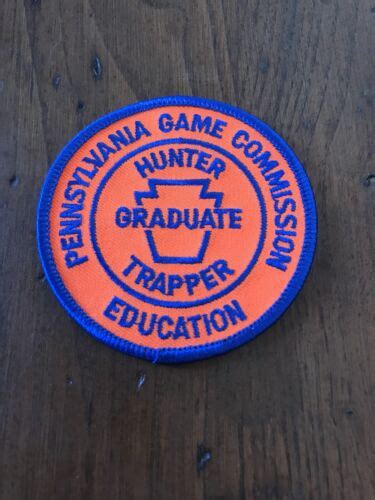 PENNSYLVANIA GAME COMMISSION
HUNTER
GRADUATE
TRAPPER
EDUCATION